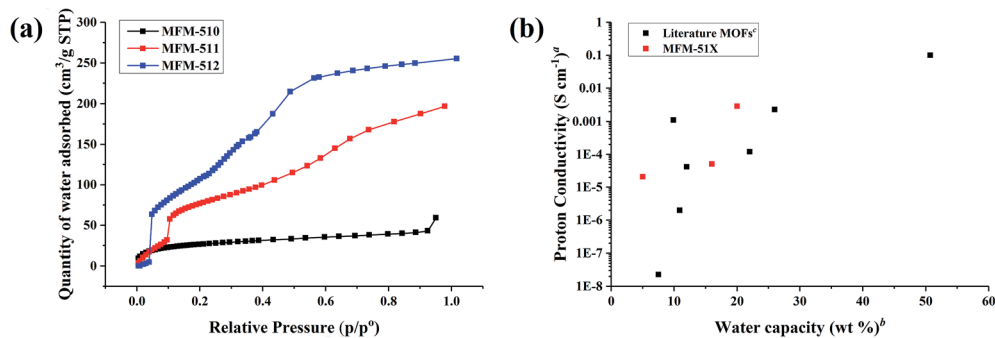 (a)
MFM-510
MFM-511
MFM-512
Quantity of water adsorbed (cm³/g STP)
300
250
200
150
100
50
0
0.0 0.2 0.4 0.6 0.8 1.0
Relative Pressure (p/pº)
(b)
Literature MOFsᶜ
MFM-51X
Proton Conductivity (S cm⁻¹)ᵃ
1
0.1
0.01
0.001
1E-4
1E-5
1E-6
1E-7
1E-8
0 10 20 30 40 50 60
Water capacity (wt %)ᵇ